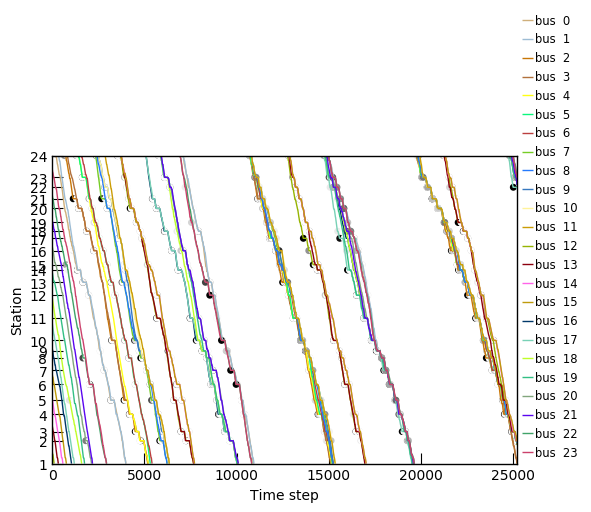 bus 0
bus 1
bus 2
bus 3
bus 4
bus 5
bus 6
bus 7
bus 8
bus 9
bus 10
bus 11
bus 12
bus 13
bus 14
bus 15
bus 16
bus 17
bus 18
bus 19
bus 20
bus 21
bus 22
bus 23
Station
24
23
22
21
20
19
18
17
16
15
14
13
12
11
10
9
8
7
6
5
4
3
2
1
0 5000 10000 15000 20000 25000
Time step